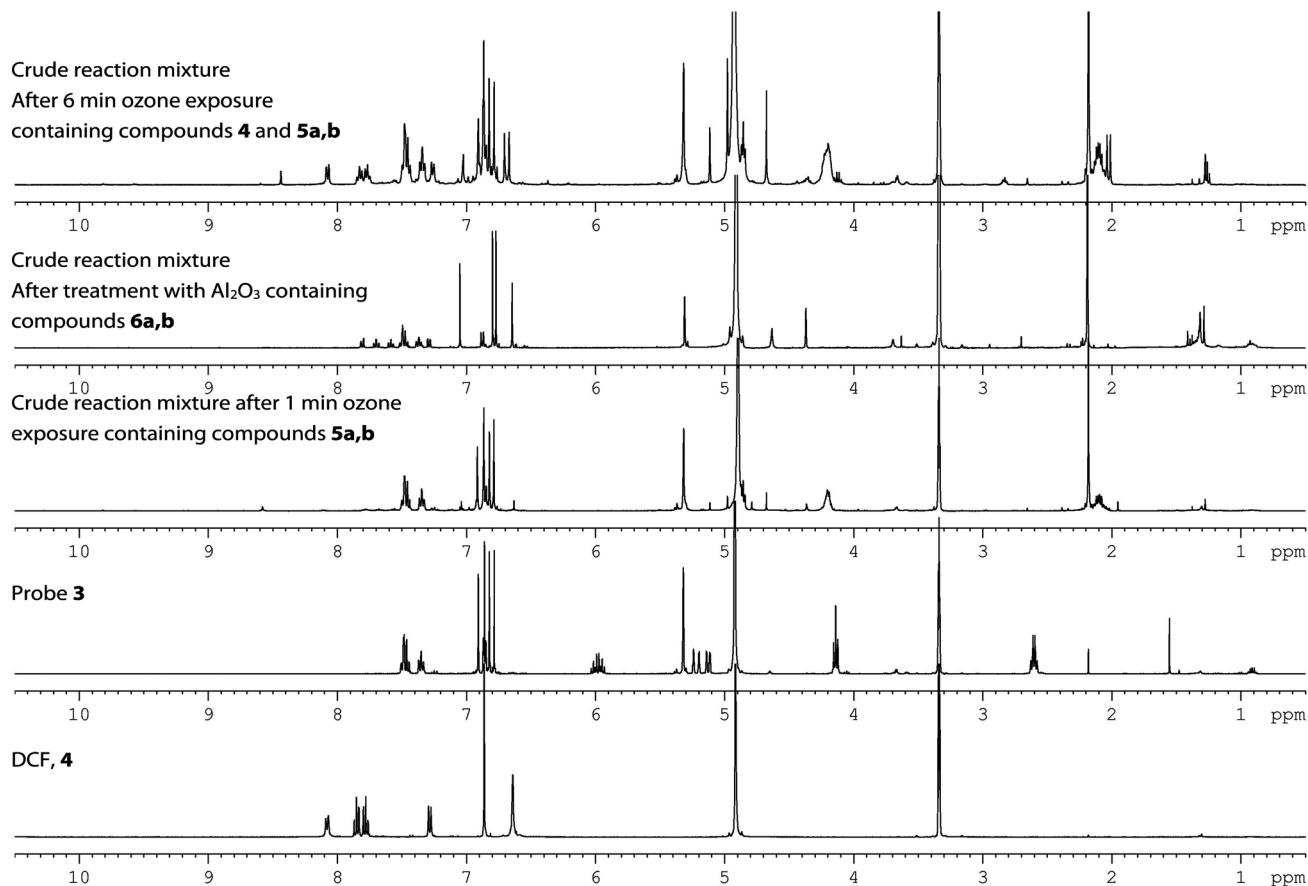 Crude reaction mixture
After 6 min ozone exposure
containing compounds 4 and 5a,b
10 9 8 7 6 5 4 3 2 1 ppm
Crude reaction mixture
After treatment with Al₂O₃ containing
compounds 6a,b
10 9 8 7 6 5 4 3 2 1 ppm
Crude reaction mixture after 1 min ozone
exposure containing compounds 5a,b
10 9 8 7 6 5 4 3 2 1 ppm
Probe 3
10 9 8 7 6 5 4 3 2 1 ppm
DCF, 4
10 9 8 7 6 5 4 3 2 1 ppm